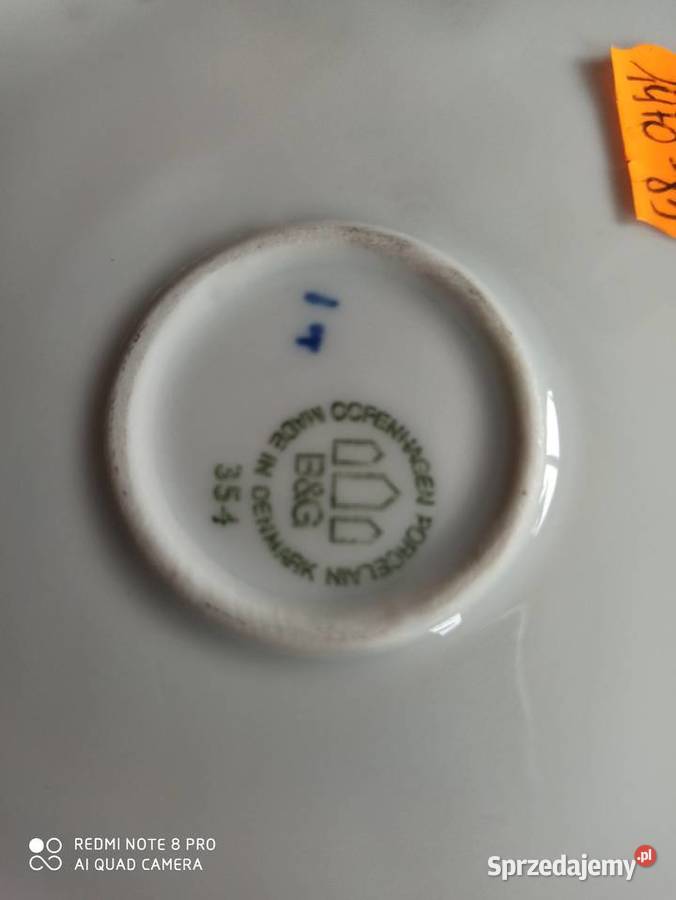 COPENHAGEN PORCELAIN
B&G
MADE IN DENMARK
354
REDMI NOTE 8 PRO
AI QUAD CAMERA
Sprzedajemy.pl